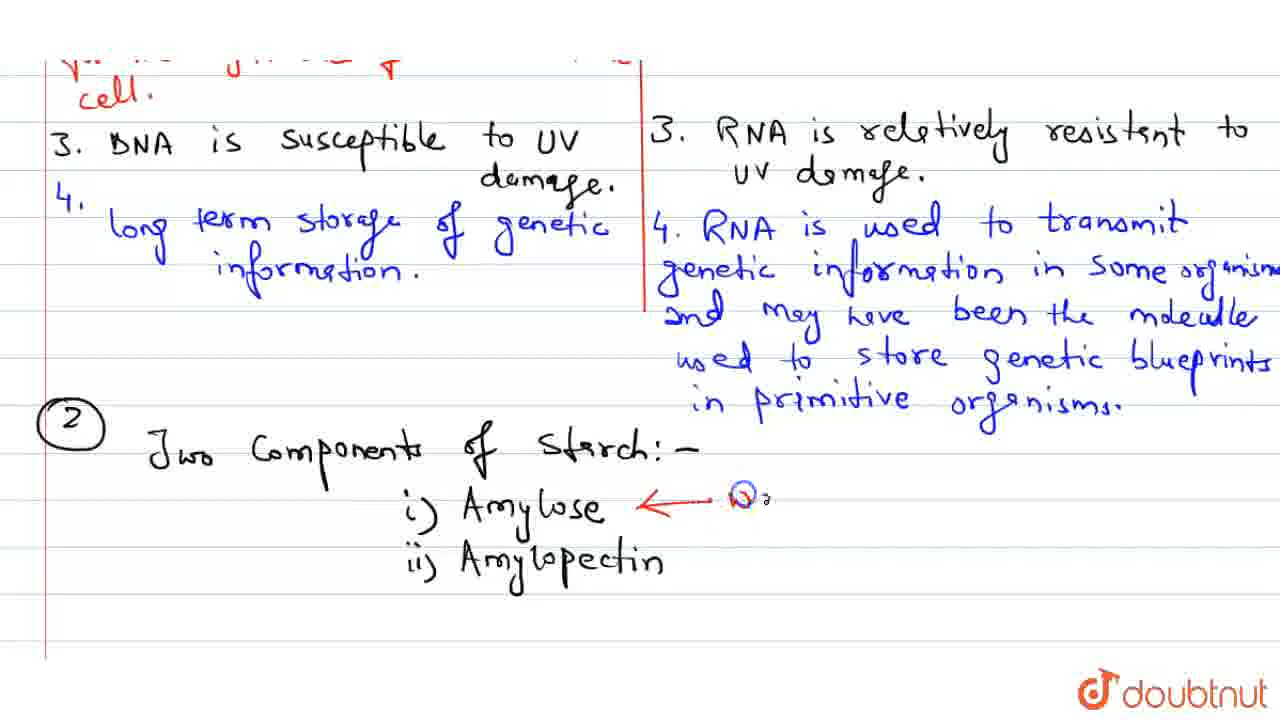 cell.
3. DNA is susceptible to UV
damage.
4. long term storage of genetic
information.
3. RNA is reletively resistent to
UV damage.
4. RNA is used to transmit
genetic information in some organisms
and may have been the molecule
used to store genetic blueprints
in primitive organisms.
2
Two Components of Starch:-
i) Amylose
ii) Amylopectin
doubtnut